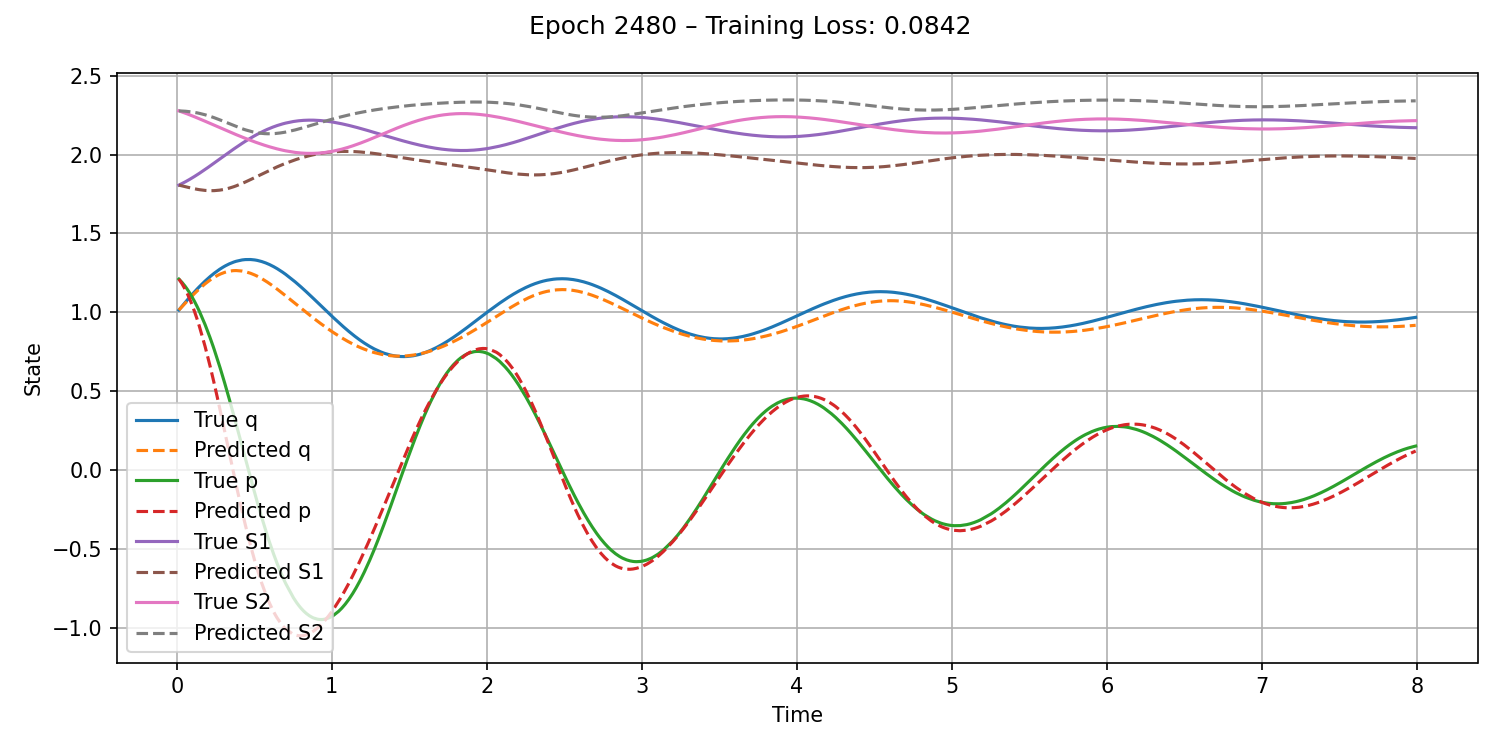 Epoch 2480 – Training Loss: 0.0842
2.5
2.0
1.5
1.0
0.5
0.0
−0.5
−1.0
State
True q
Predicted q
True p
Predicted p
True S1
Predicted S1
True S2
Predicted S2
0 1 2 3 4 5 6 7 8
Time